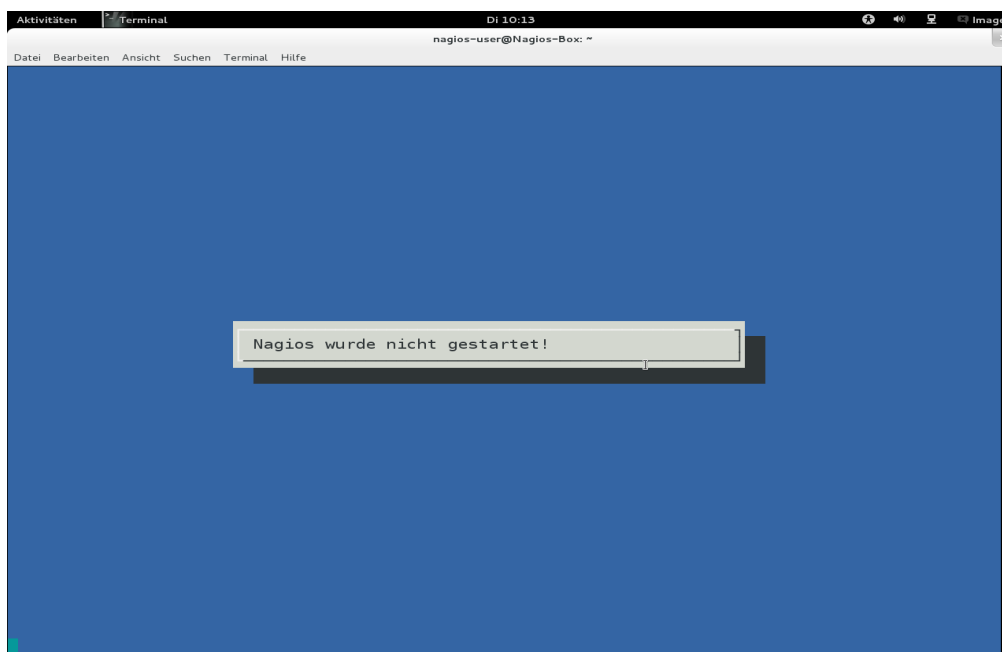 Aktivitäten Terminal Di 10:13 Image
nagios-user@Nagios-Box: ~
Datei Bearbeiten Ansicht Suchen Terminal Hilfe
Nagios wurde nicht gestartet!